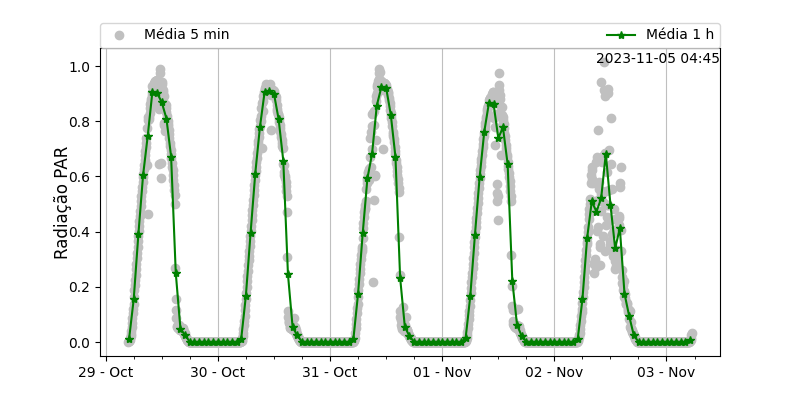 Média 5 min
Média 1 h
2023-11-05 04:45
Radiação PAR
1.0
0.8
0.6
0.4
0.2
0.0
29 - Oct
30 - Oct
31 - Oct
01 - Nov
02 - Nov
03 - Nov